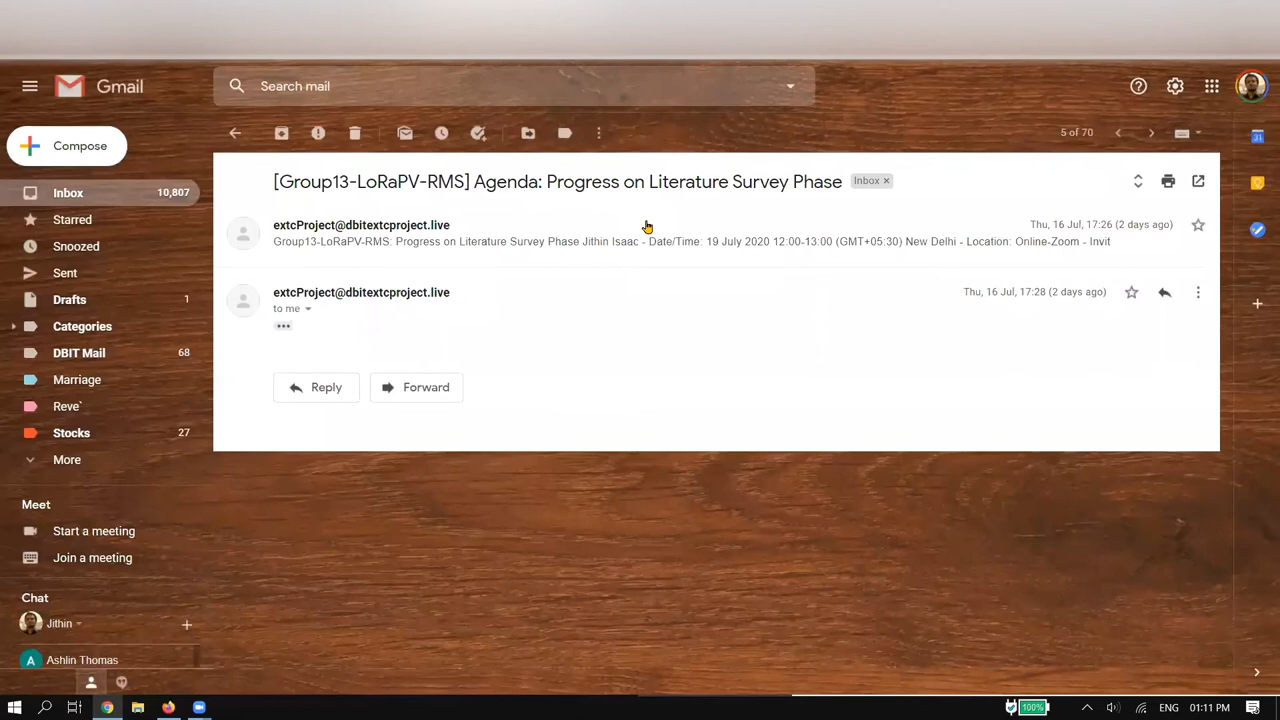 Gmail
Search mail
Compose
5 of 70
Inbox 10,807
Starred
Snoozed
Sent
Drafts 1
Categories
DBIT Mail 68
Marriage
Reve`
Stocks 27
More
Meet
Start a meeting
Join a meeting
Chat
Jithin
A Ashlin Thomas
[Group13-LoRaPV-RMS] Agenda: Progress on Literature Survey Phase Inbox ×
extcProject@dbitextcproject.live Thu, 16 Jul, 17:26 (2 days ago)
Group13-LoRaPV-RMS: Progress on Literature Survey Phase Jithin Isaac - Date/Time: 19 July 2020 12:00-13:00 (GMT+05:30) New Delhi - Location: Online-Zoom - Invit
extcProject@dbitextcproject.live Thu, 16 Jul, 17:28 (2 days ago)
to me
Reply Forward
100% ENG 01:11 PM